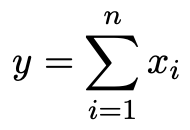 y = \sum_{i=1}^{n} x_i